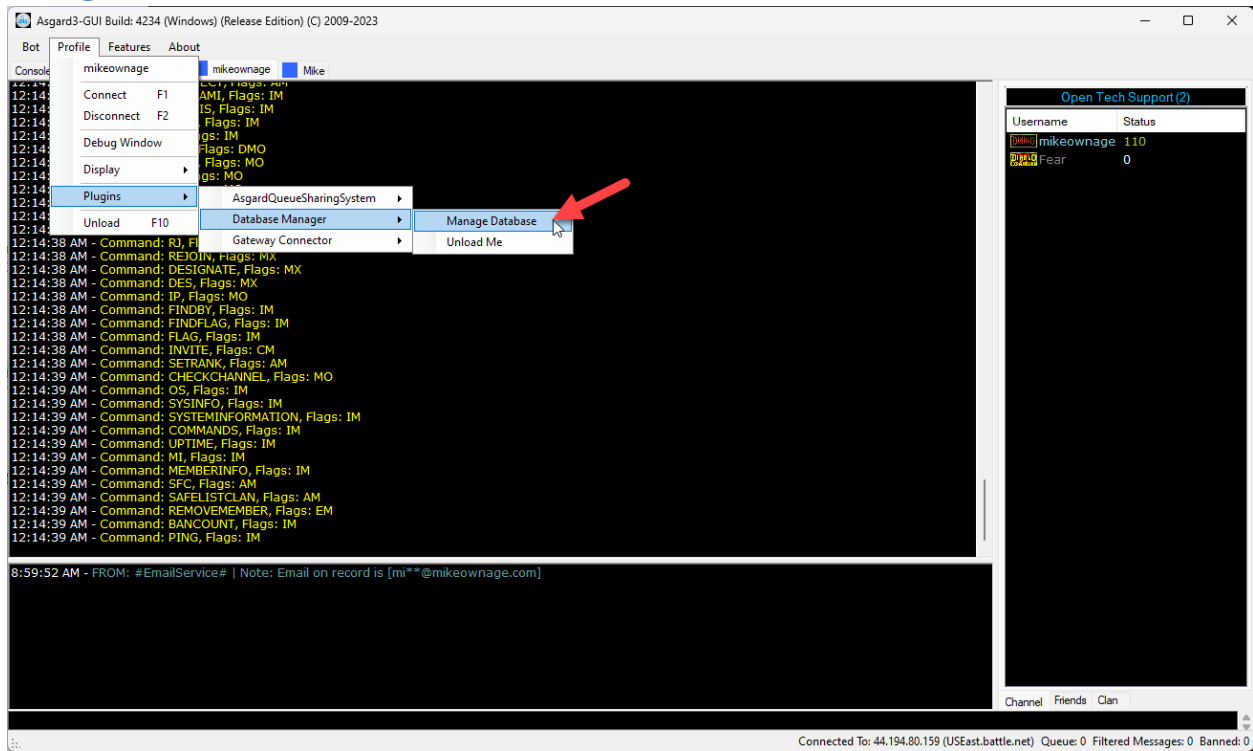 Asgard3-GUI Build: 4234 (Windows) (Release Edition) (C) 2009-2023
Bot Profile Features About
Console mikeownage Mike
mikeownage
Connect F1
Disconnect F2
Debug Window
Display
Plugins
Unload F10
AsgardQueueSharingSystem
Database Manager
Gateway Connector
Manage Database
Unload Me
AMI, Flags: IM
IS, Flags: IM
, Flags: IM
gs: IM
Flags: DMO
, Flags: MO
gs: MO
12:14:38 AM - Command: RJ,
12:14:38 AM - Command: REJOIN, Flags: MX
12:14:38 AM - Command: DESIGNATE, Flags: MX
12:14:38 AM - Command: DES, Flags: MX
12:14:38 AM - Command: IP, Flags: MO
12:14:38 AM - Command: FINDBY, Flags: IM
12:14:38 AM - Command: FINDFLAG, Flags: IM
12:14:38 AM - Command: FLAG, Flags: IM
12:14:38 AM - Command: INVITE, Flags: CM
12:14:38 AM - Command: SETRANK, Flags: AM
12:14:39 AM - Command: CHECKCHANNEL, Flags: MO
12:14:39 AM - Command: OS, Flags: IM
12:14:39 AM - Command: SYSINFO, Flags: IM
12:14:39 AM - Command: SYSTEMINFORMATION, Flags: IM
12:14:39 AM - Command: COMMANDS, Flags: IM
12:14:39 AM - Command: UPTIME, Flags: IM
12:14:39 AM - Command: MI, Flags: IM
12:14:39 AM - Command: MEMBERINFO, Flags: IM
12:14:39 AM - Command: SFC, Flags: AM
12:14:39 AM - Command: SAFELISTCLAN, Flags: AM
12:14:39 AM - Command: REMOVEMEMBER, Flags: EM
12:14:39 AM - Command: BANCOUNT, Flags: IM
12:14:39 AM - Command: PING, Flags: IM
8:59:52 AM - FROM: #EmailService# | Note: Email on record is [mi**@mikeownage.com]
Open Tech Support (2)
Username Status
mikeownage 110
Fear 0
Channel Friends Clan
Connected To: 44.194.80.159 (USEast.battle.net) Queue: 0 Filtered Messages: 0 Banned: 0